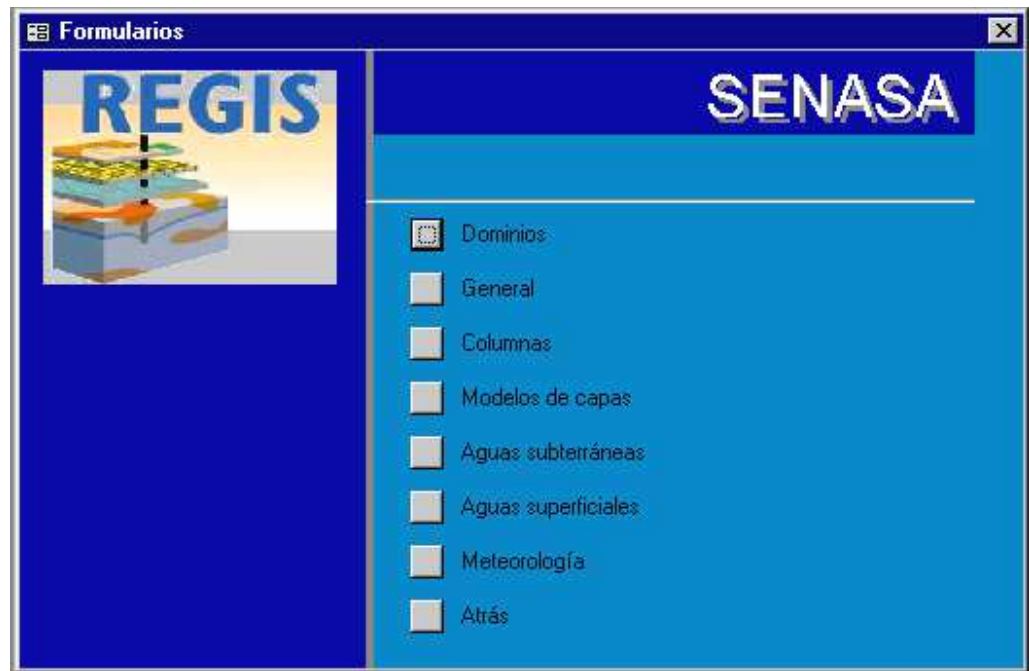 Formularios
REGIS
SENASA
Dominios
General
Columnas
Modelos de capas
Aguas subterráneas
Aguas superficiales
Meteorología
Atrás